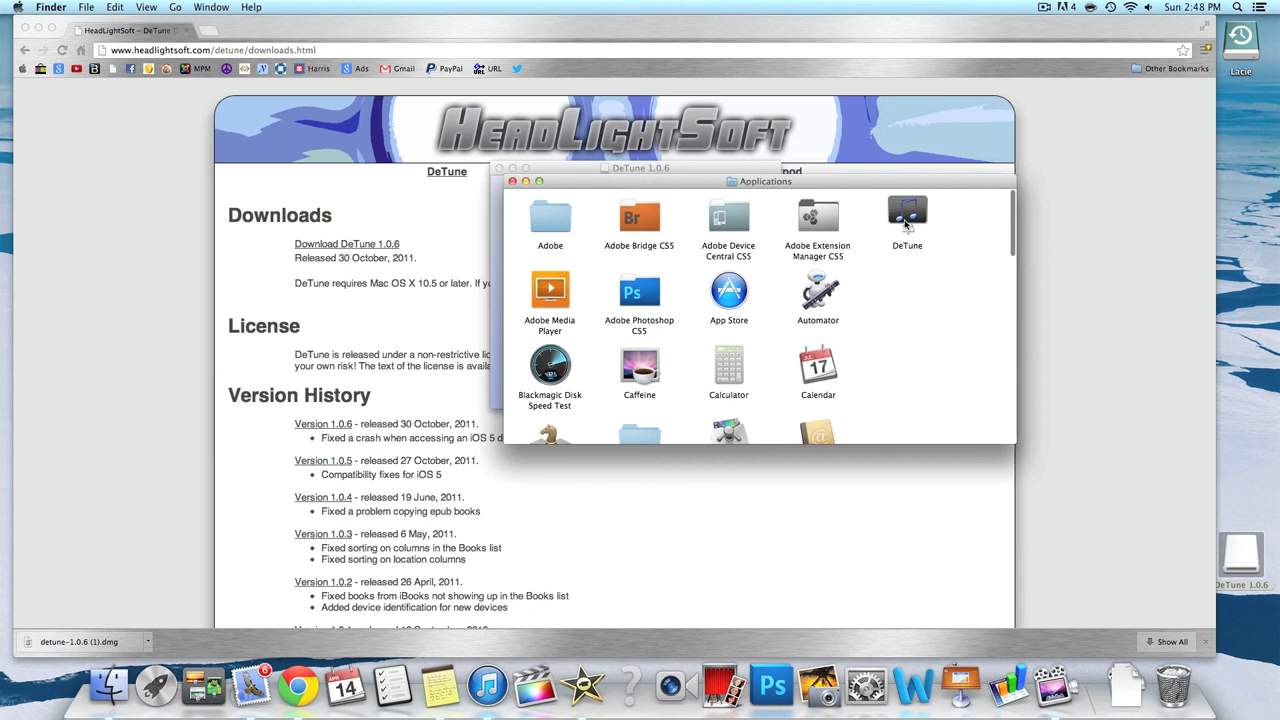 Finder File Edit View Go Window Help
4 Sun 2:48 PM
HeadLightSoft – DeTune D
www.headlightsoft.com/detune/downloads.html
MPM Harris Ads Gmail PayPal URL Other Bookmarks
Lacie
HeadLightSoft
DeTune
DeTune 1.0.6
Applications
Downloads
Download DeTune 1.0.6
Released 30 October, 2011.
DeTune requires Mac OS X 10.5 or later. If y
License
DeTune is released under a non-restrictive lic
your own risk! The text of the license is availa
Version History
Version 1.0.6 - released 30 October, 2011.
• Fixed a crash when accessing an iOS 5 d
Version 1.0.5 - released 27 October, 2011.
• Compatibility fixes for iOS 5
Version 1.0.4 - released 19 June, 2011.
• Fixed a problem copying epub books
Version 1.0.3 - released 6 May, 2011.
• Fixed sorting on columns in the Books list
• Fixed sorting on location columns
Version 1.0.2 - released 26 April, 2011.
• Fixed books from iBooks not showing up in the Books list
• Added device identification for new devices
Br
Adobe
Adobe Bridge CS5
Adobe Device
Central CS5
Adobe Extension
Manager CS5
DeTune
Ps
Adobe Media
Player
Adobe Photoshop
CS5
App Store
Automator
17
Blackmagic Disk
Speed Test
Caffeine
Calculator
Calendar
DeTune 1.0.6
detune-1.0.6 (1).dmg
Show All
6
APR
14
Ps